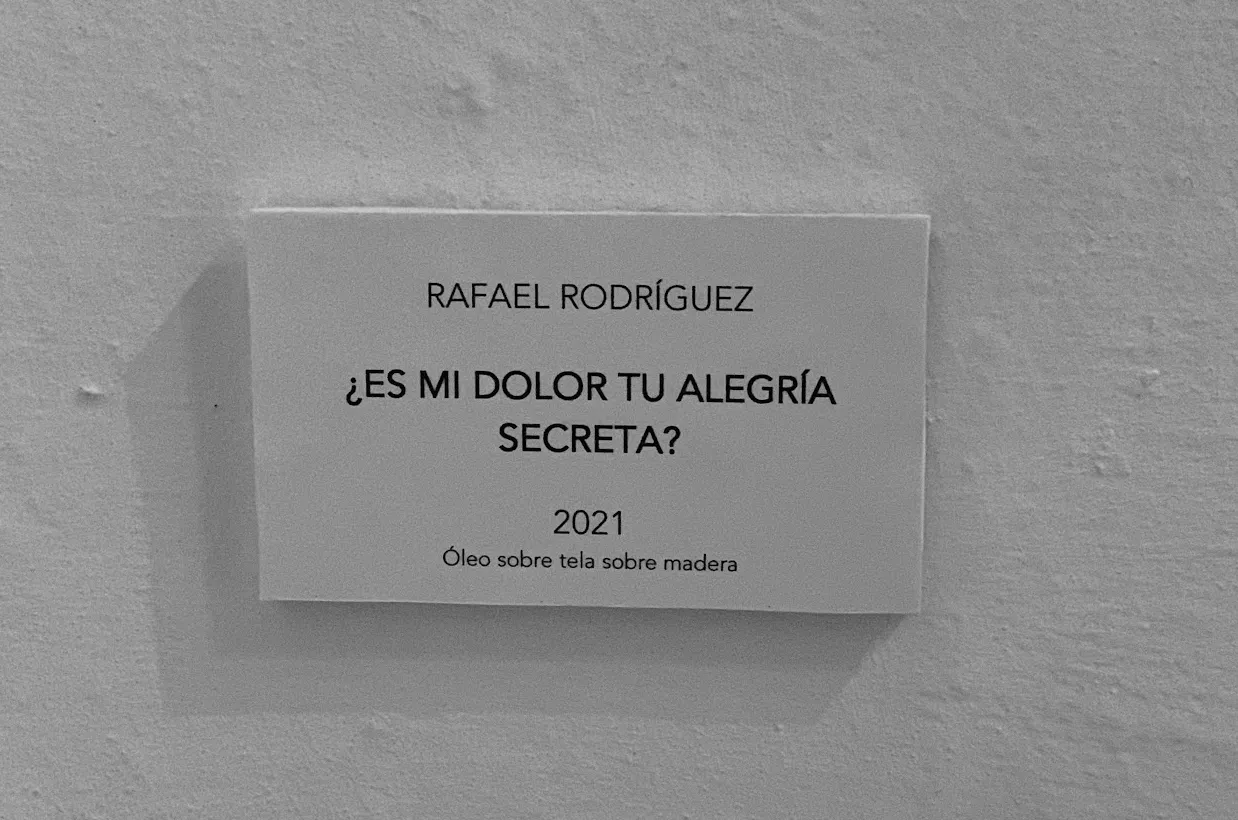 RAFAEL RODRÍGUEZ
¿ES MI DOLOR TU ALEGRÍA
SECRETA?
2021
Óleo sobre tela sobre madera